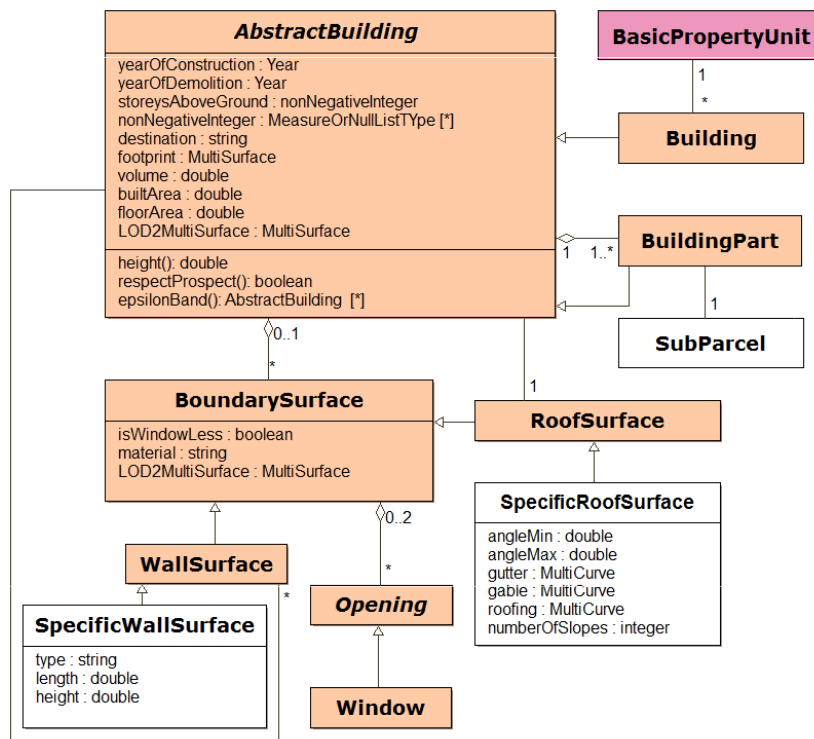 AbstractBuilding
yearOfConstruction : Year
yearOfDemolition : Year
storeysAboveGround : nonNegativeInteger
nonNegativeInteger : MeasureOrNullListTYpe [*]
destination : string
footprint : MultiSurface
volume : double
builtArea : double
floorArea : double
LOD2MultiSurface : MultiSurface
height(): double
respectProspect(): boolean
epsilonBand(): AbstractBuilding [*]
BasicPropertyUnit
1
*
Building
BuildingPart
1
1..*
1
SubParcel
0..1
*
1
BoundarySurface
isWindowLess : boolean
material : string
LOD2MultiSurface : MultiSurface
RoofSurface
SpecificRoofSurface
angleMin : double
angleMax : double
gutter : MultiCurve
gable : MultiCurve
roofing : MultiCurve
numberOfSlopes : integer
0..2
*
WallSurface
*
Opening
SpecificWallSurface
type : string
length : double
height : double
Window